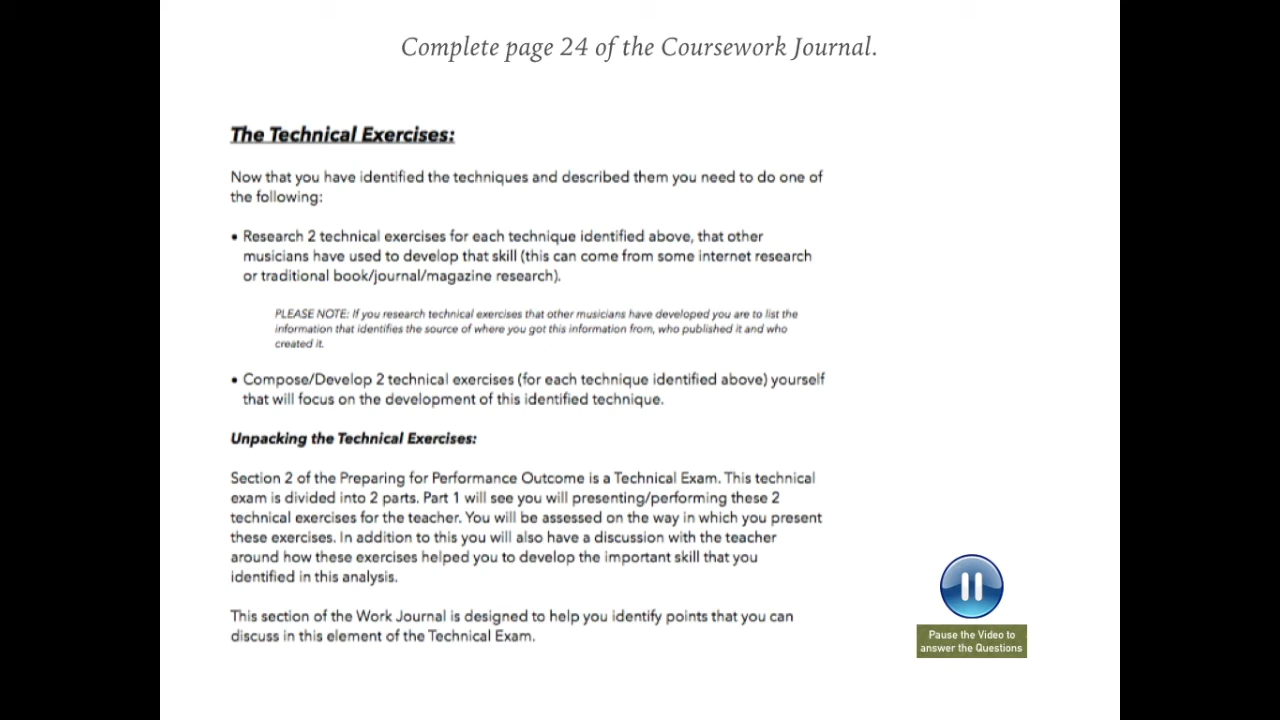 Complete page 24 of the Coursework Journal.
The Technical Exercises:
Now that you have identified the techniques and described them you need to do one of
the following:
• Research 2 technical exercises for each technique identified above, that other
musicians have used to develop that skill (this can come from some internet research
or traditional book/journal/magazine research).
PLEASE NOTE: If you research technical exercises that other musicians have developed you are to list the
information that identifies the source of where you got this information from, who published it and who
created it.
• Compose/Develop 2 technical exercises (for each technique identified above) yourself
that will focus on the development of this identified technique.
Unpacking the Technical Exercises:
Section 2 of the Preparing for Performance Outcome is a Technical Exam. This technical
exam is divided into 2 parts. Part 1 will see you will presenting/performing these 2
technical exercises for the teacher. You will be assessed on the way in which you present
these exercises. In addition to this you will also have a discussion with the teacher
around how these exercises helped you to develop the important skill that you
identified in this analysis.
This section of the Work Journal is designed to help you identify points that you can
discuss in this element of the Technical Exam.
Pause the Video to
answer the Questions